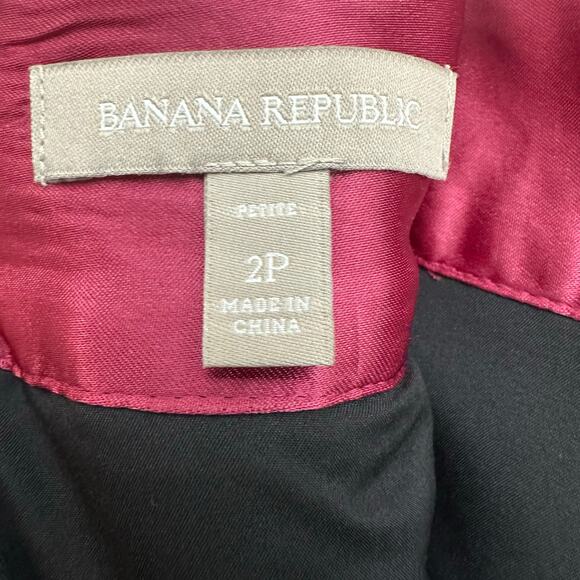 BANANA REPUBLIC
PETITE
2P
MADE IN
CHINA